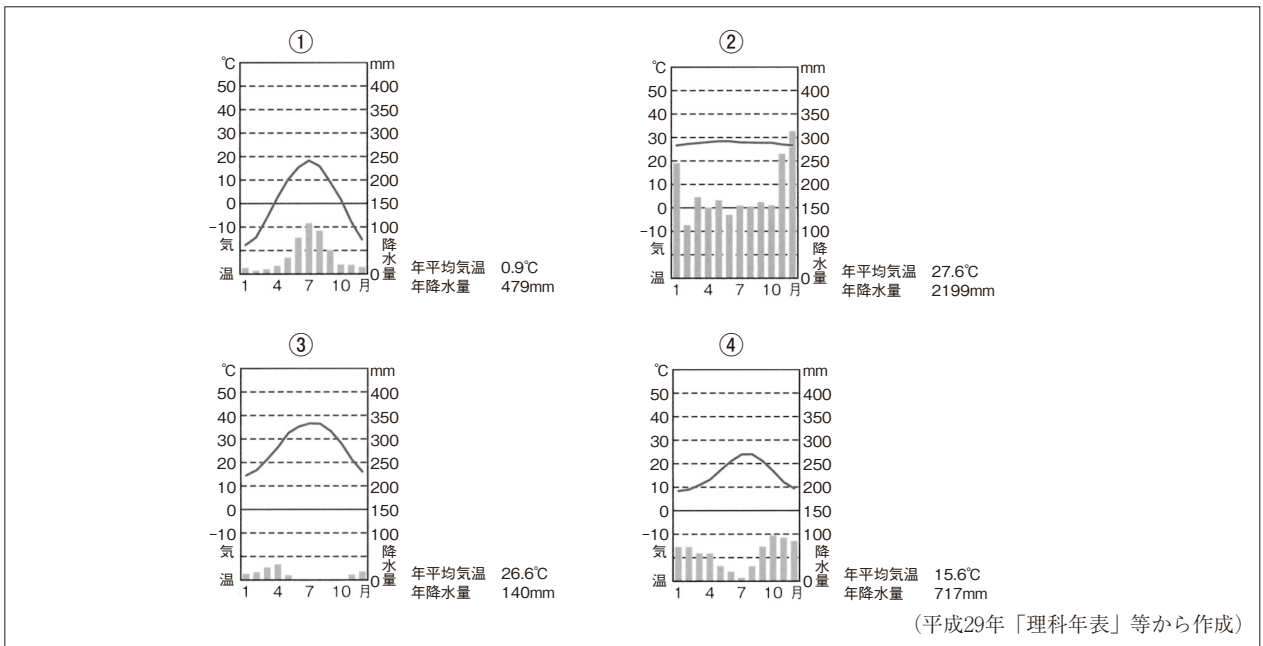 ①
℃ mm
50 400
40 350
30 300
20 250
10 200
0 150
-10 100
気温 降水量 0
1 4 7 10 月
年平均気温 0.9℃
年降水量 479mm
②
℃ mm
50 400
40 350
30 300
20 250
10 200
0 150
-10 100
気温 降水量 0
1 4 7 10 月
年平均気温 27.6℃
年降水量 2199mm
③
℃ mm
50 400
40 350
30 300
20 250
10 200
0 150
-10 100
気温 降水量 0
1 4 7 10 月
年平均気温 26.6℃
年降水量 140mm
④
℃ mm
50 400
40 350
30 300
20 250
10 200
0 150
-10 100
気温 降水量 0
1 4 7 10 月
年平均気温 15.6℃
年降水量 717mm
(平成29年「理科年表」等から作成)